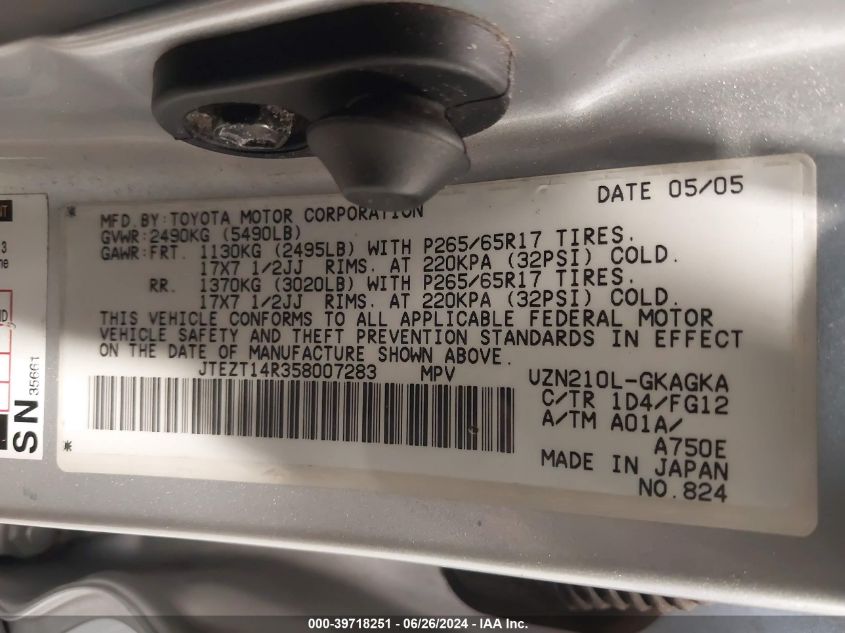 DATE 05/05
MFD. BY: TOYOTA MOTOR CORPORATION
GVWR: 2490KG (5490LB)
GAWR: FRT. 1130KG (2495LB) WITH P265/65R17 TIRES.
17X7 1/2JJ RIMS. AT 220KPA (32PSI) COLD.
RR. 1370KG (3020LB) WITH P265/65R17 TIRES.
17X7 1/2JJ RIMS. AT 220KPA (32PSI) COLD.
THIS VEHICLE CONFORMS TO ALL APPLICABLE FEDERAL MOTOR
VEHICLE SAFETY AND THEFT PREVENTION STANDARDS IN EFFECT
ON THE DATE OF MANUFACTURE SHOWN ABOVE.
JTEZT14R358007283 MPV UZN210L-GKAGKA
C/TR 1D4/FG12
A/TM A01A/
A750E
MADE IN JAPAN
NO.824
SN 35661
000-39718251 - 06/26/2024 - IAA Inc.